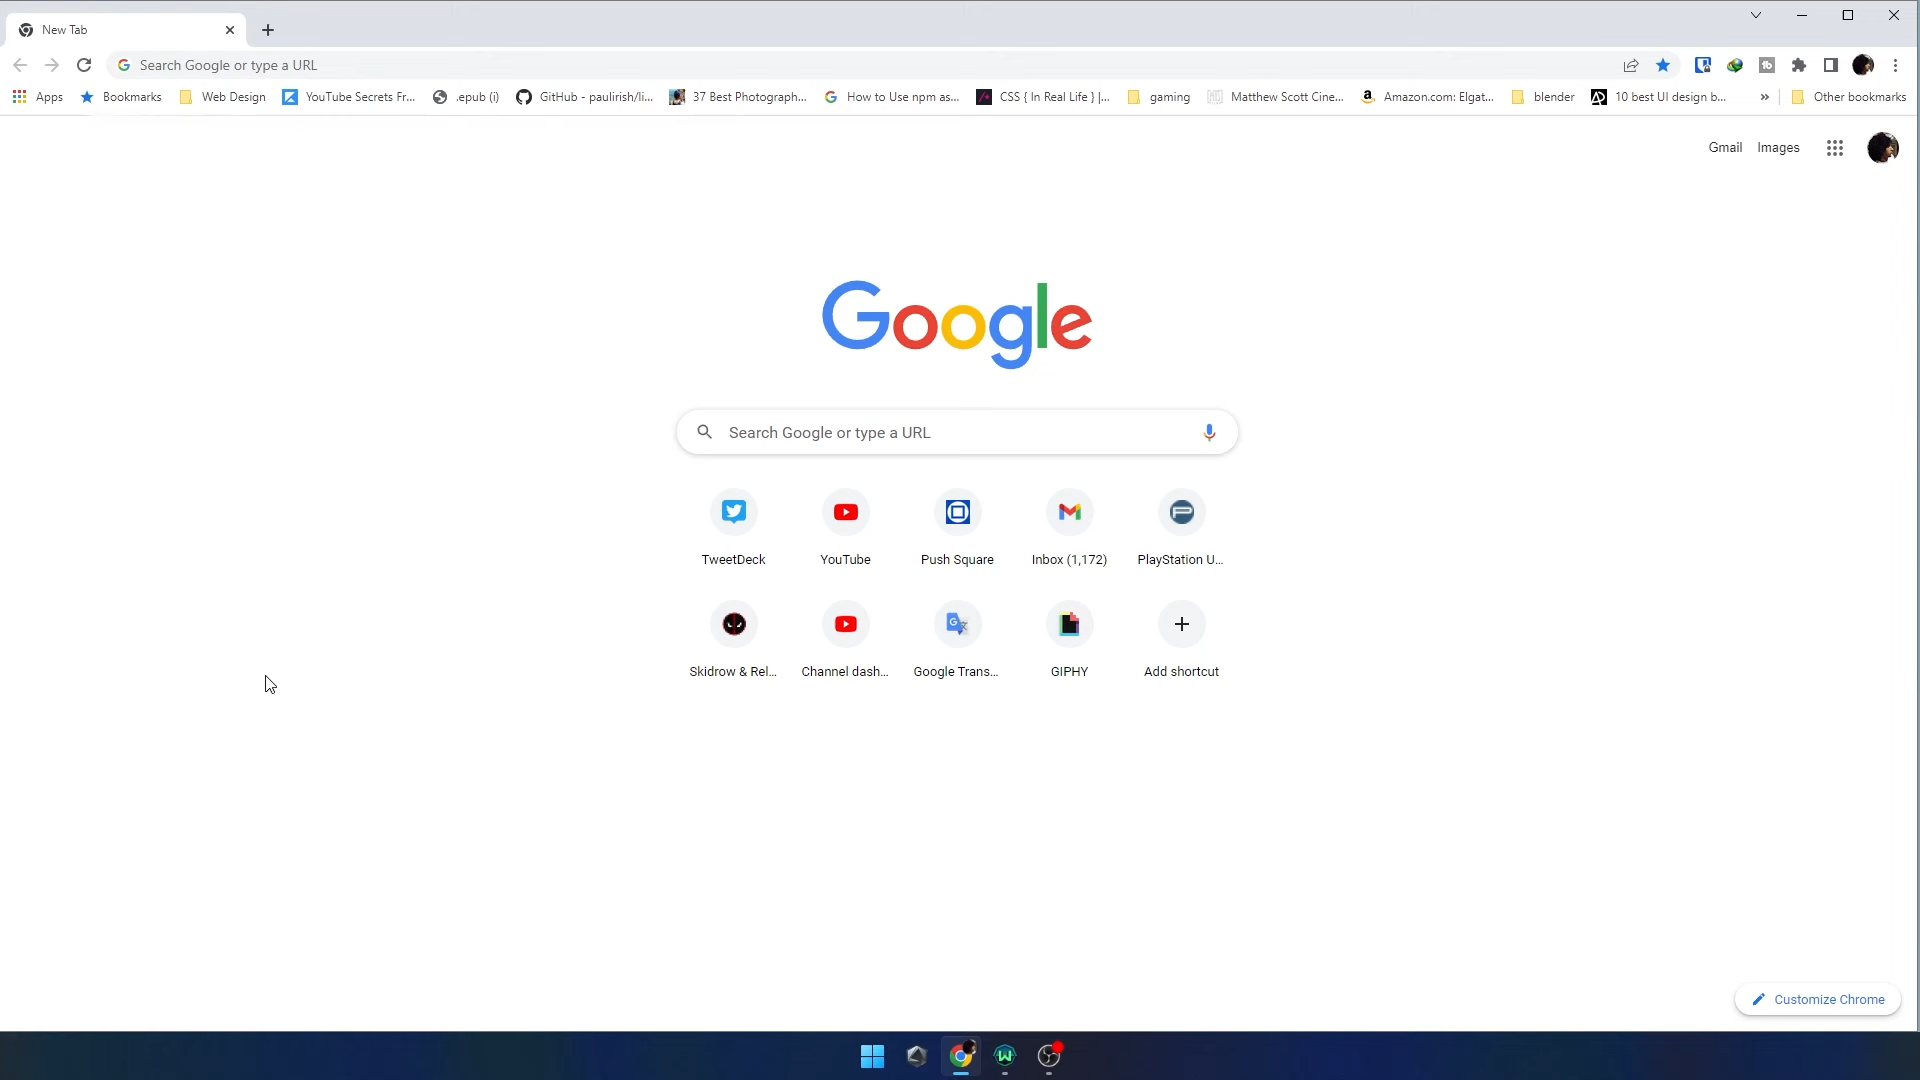 New Tab
Search Google or type a URL
Apps Bookmarks Web Design YouTube Secrets Fr... .epub (i) GitHub - paulirish/li... 37 Best Photograph... How to Use npm as... CSS { In Real Life } |... gaming Matthew Scott Cine... Amazon.com: Elgat... blender 10 best UI design b... » Other bookmarks
Gmail Images
Google
Search Google or type a URL
TweetDeck YouTube Push Square Inbox (1,172) PlayStation U...
Skidrow & Rel... Channel dash... Google Trans... GIPHY Add shortcut
Customize Chrome